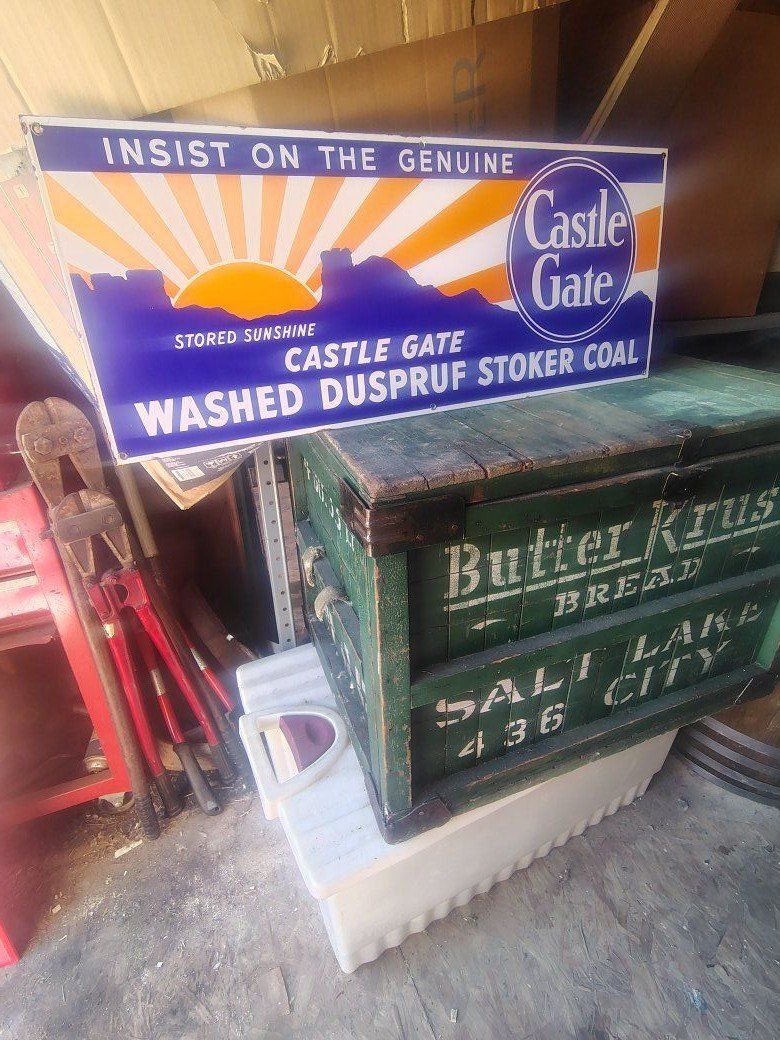 INSIST ON THE GENUINE
Castle
Gate
STORED SUNSHINE
CASTLE GATE
WASHED DUSPRUF STOKER COAL
Butter Krus
BREAD
SALT LAKE
CITY
436